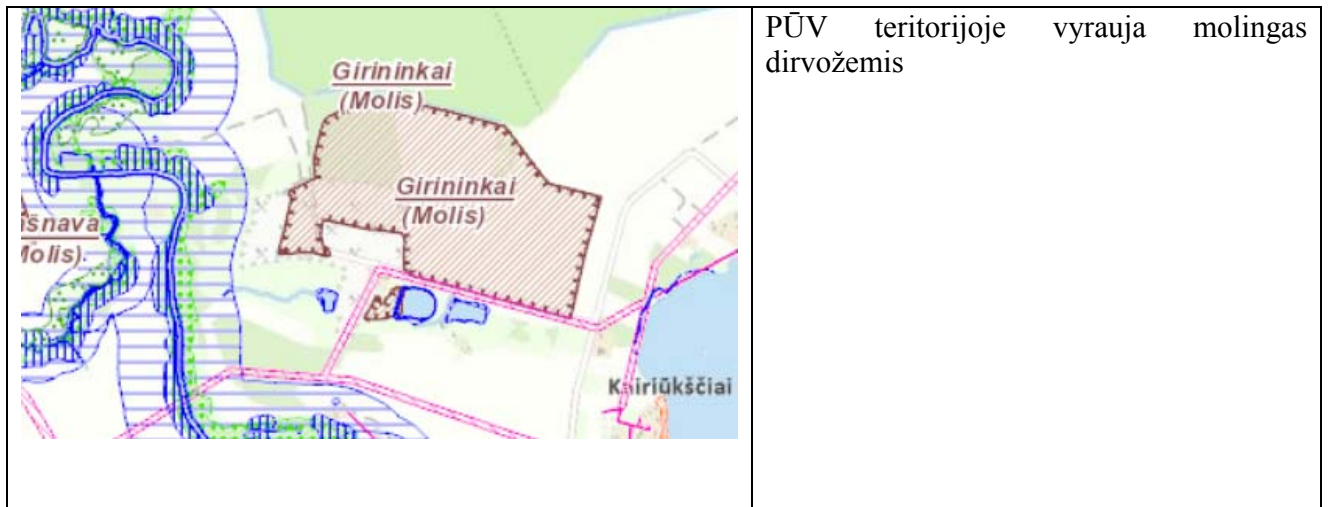 Girininkai
(Molis)
Girininkai
(Molis)
šnava
Molis)
Kairiūkščiai
PŪV teritorijoje vyrauja molingas
dirvožemis